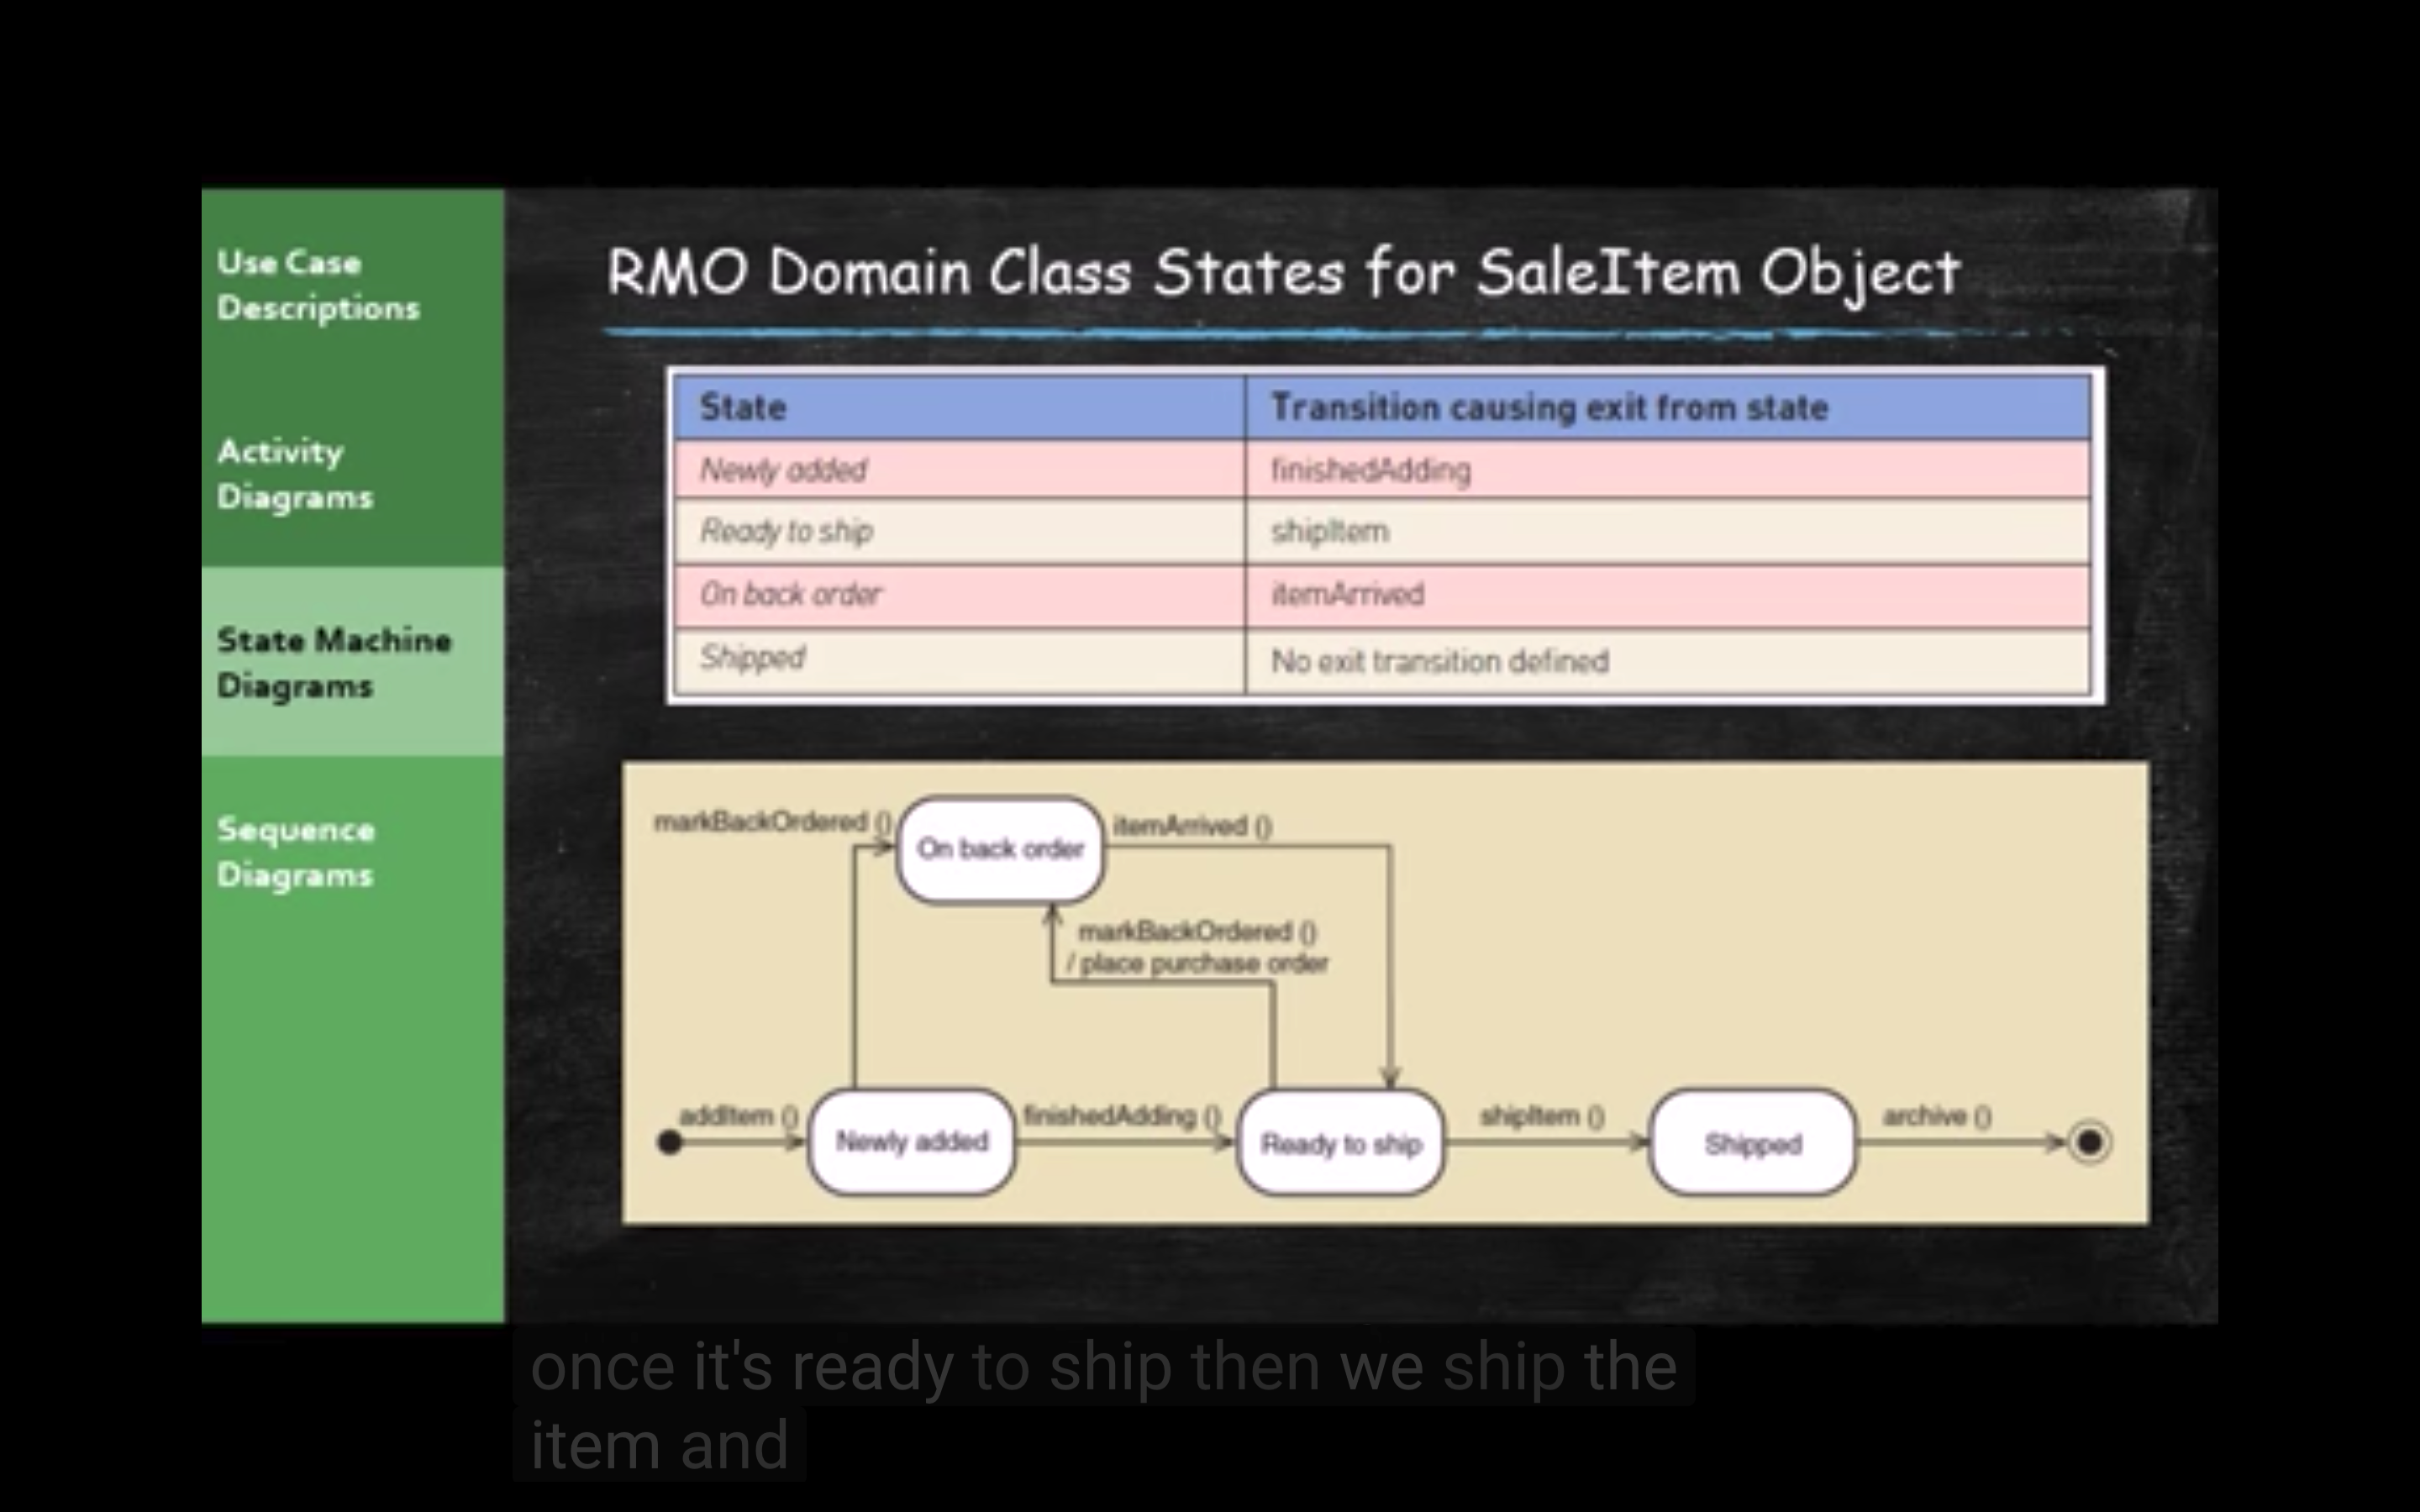 Use Case
Descriptions
Activity
Diagrams
State Machine
Diagrams
Sequence
Diagrams
RMO Domain Class States for SaleItem Object
State Transition causing exit from state
Newly added finishedAdding
Ready to ship shipItem
On back order itemArrived
Shipped No exit transition defined
markBackOrdered () On back order itemArrived ()
markBackOrdered ()
/ place purchase order
addItem () finishedAdding () shipItem () archive ()
Newly added Ready to ship Shipped
once it's ready to ship then we ship the
item and